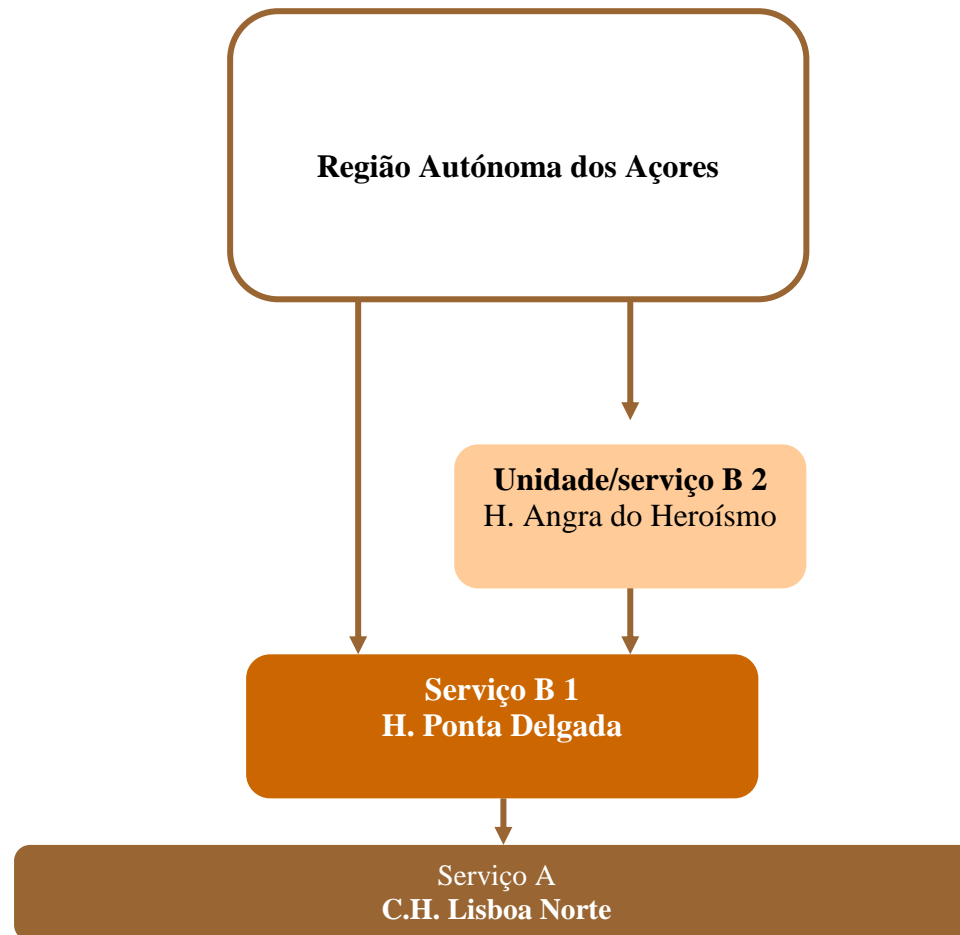 Região Autónoma dos Açores
Unidade/serviço B 2
H. Angra do Heroísmo
Serviço B 1
H. Ponta Delgada
Serviço A
C.H. Lisboa Norte